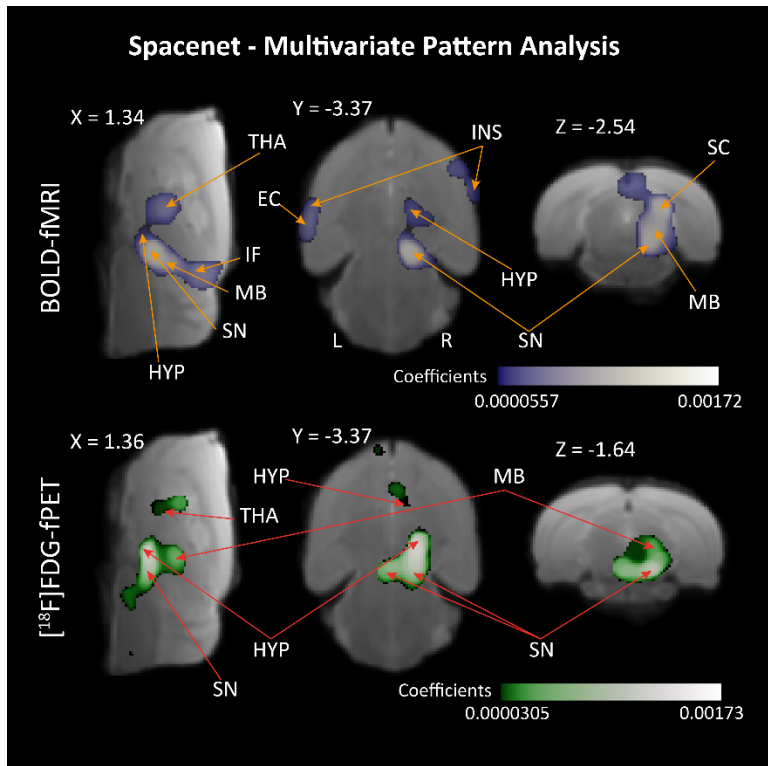 Spacenet - Multivariate Pattern Analysis
BOLD-fMRI
X = 1.34
Y = -3.37
Z = -2.54
THA
INS
SC
EC
IF
MB
SN
HYP
HYP
SN
MB
L
R
Coefficients
0.0000557
0.00172
[¹⁸F]FDG-fPET
X = 1.36
Y = -3.37
Z = -1.64
HYP
MB
THA
HYP
SN
SN
Coefficients
0.0000305
0.00173